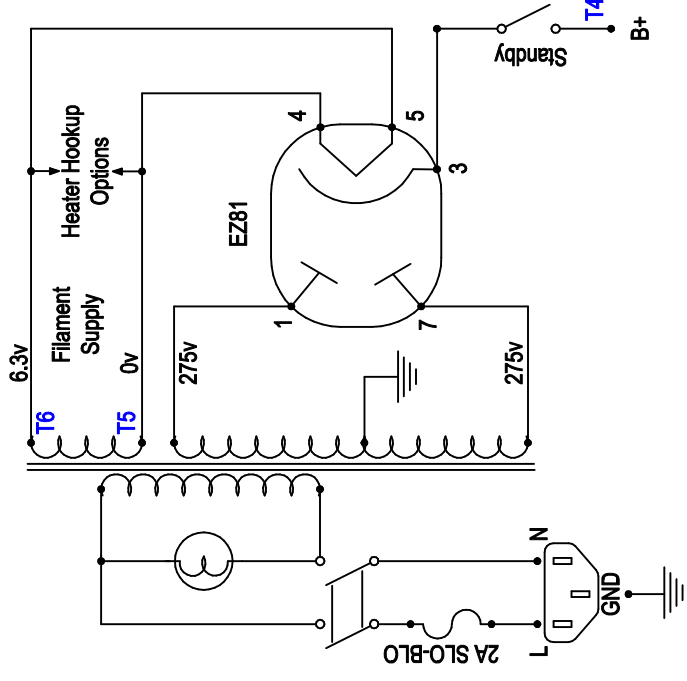 6.3v
T6
Filament
Supply
T5
0v
Heater Hookup
Options
275v
275v
EZ81
1
7
4
5
3
Standby
T4
B+
2A SLO-BLO
L
N
GND